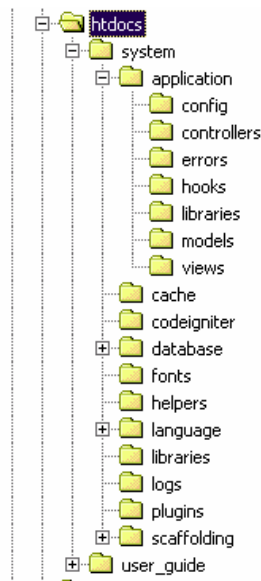 htdocs
system
application
config
controllers
errors
hooks
libraries
models
views
cache
codeigniter
database
fonts
helpers
language
libraries
logs
plugins
scaffolding
user_guide